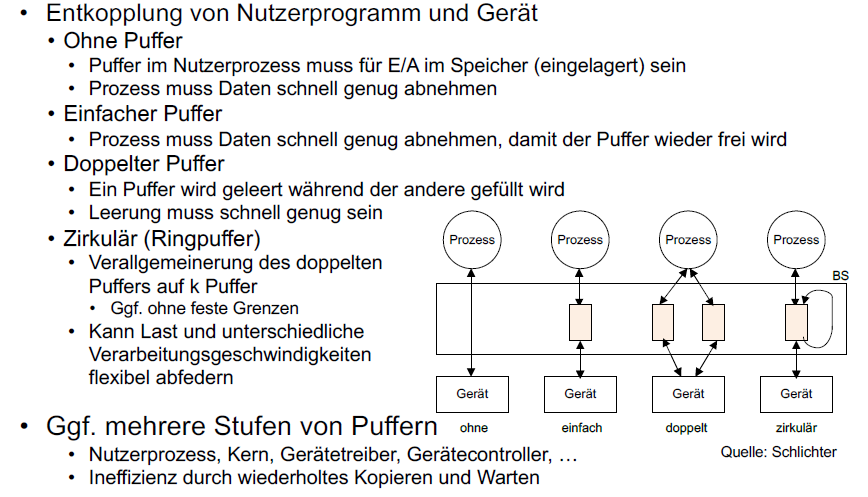 • Entkopplung von Nutzerprogramm und Gerät
• Ohne Puffer
• Puffer im Nutzerprozess muss für E/A im Speicher (eingelagert) sein
• Prozess muss Daten schnell genug abnehmen
• Einfacher Puffer
• Prozess muss Daten schnell genug abnehmen, damit der Puffer wieder frei wird
• Doppelter Puffer
• Ein Puffer wird geleert während der andere gefüllt wird
• Leerung muss schnell genug sein
• Zirkulär (Ringpuffer)
• Verallgemeinerung des doppelten
Puffers auf k Puffer
• Ggf. ohne feste Grenzen
• Kann Last und unterschiedliche
Verarbeitungsgeschwindigkeiten
flexibel abfedern
Prozess Prozess Prozess Prozess
BS
Gerät Gerät Gerät Gerät
ohne einfach doppelt zirkulär
• Ggf. mehrere Stufen von Puffern
• Nutzerprozess, Kern, Gerätetreiber, Gerätecontroller, …
• Ineffizienz durch wiederholtes Kopieren und Warten
Quelle: Schlichter